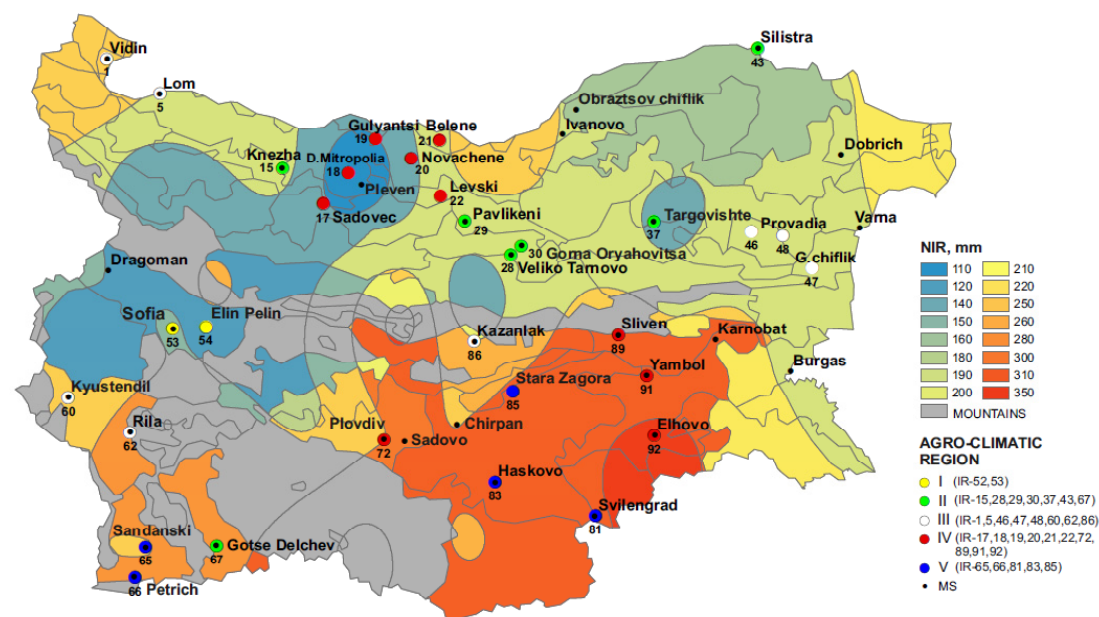 Silistra
43
Vidin
1
Lom
5
Obraztsov chiflik
Gulyantsi Belene
19
21
Ivanovo
Dobrich
Knezha
15
D.Mitropolia
18
Novachene
20
Pleven
Levski
22
17 Sadovec
Pavlikeni
29
Targovishte
37
Provadia
46
48
Varna
30 Gorna Oryahovitsa
28
Veliko Tarnovo
G.chiflik
47
Dragoman
Sofia
53
Elin Pelin
54
Kazanlak
86
Sliven
89
Karnobat
Kyustendil
60
Stara Zagora
85
Yambol
91
Burgas
Rila
62
Plovdiv
72
Sadovo
Chirpan
Elhovo
92
Haskovo
83
Svilengrad
81
Sandanski
65
Gotse Delchev
67
66 Petrich
NIR, mm
110 210
120 220
140 250
150 260
160 280
180 300
190 310
200 350
MOUNTAINS
AGRO-CLIMATIC
REGION
I (IR-52,53)
II (IR-15,28,29,30,37,43,67)
III (IR-1,5,46,47,48,60,62,86)
IV (IR-17,18,19,20,21,22,72,
89,91,92)
V (IR-65,66,81,83,85)
MS